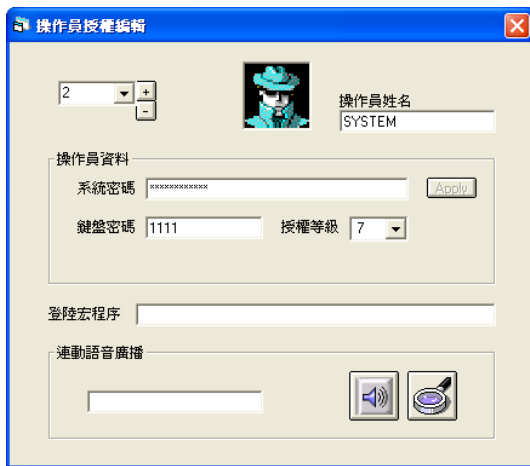 操作員授權編輯
2
+
-
操作員姓名
SYSTEM
操作員資料
系統密碼 ************ Apply
鍵盤密碼 1111 授權等級 7
登陸宏程序
連動語音廣播